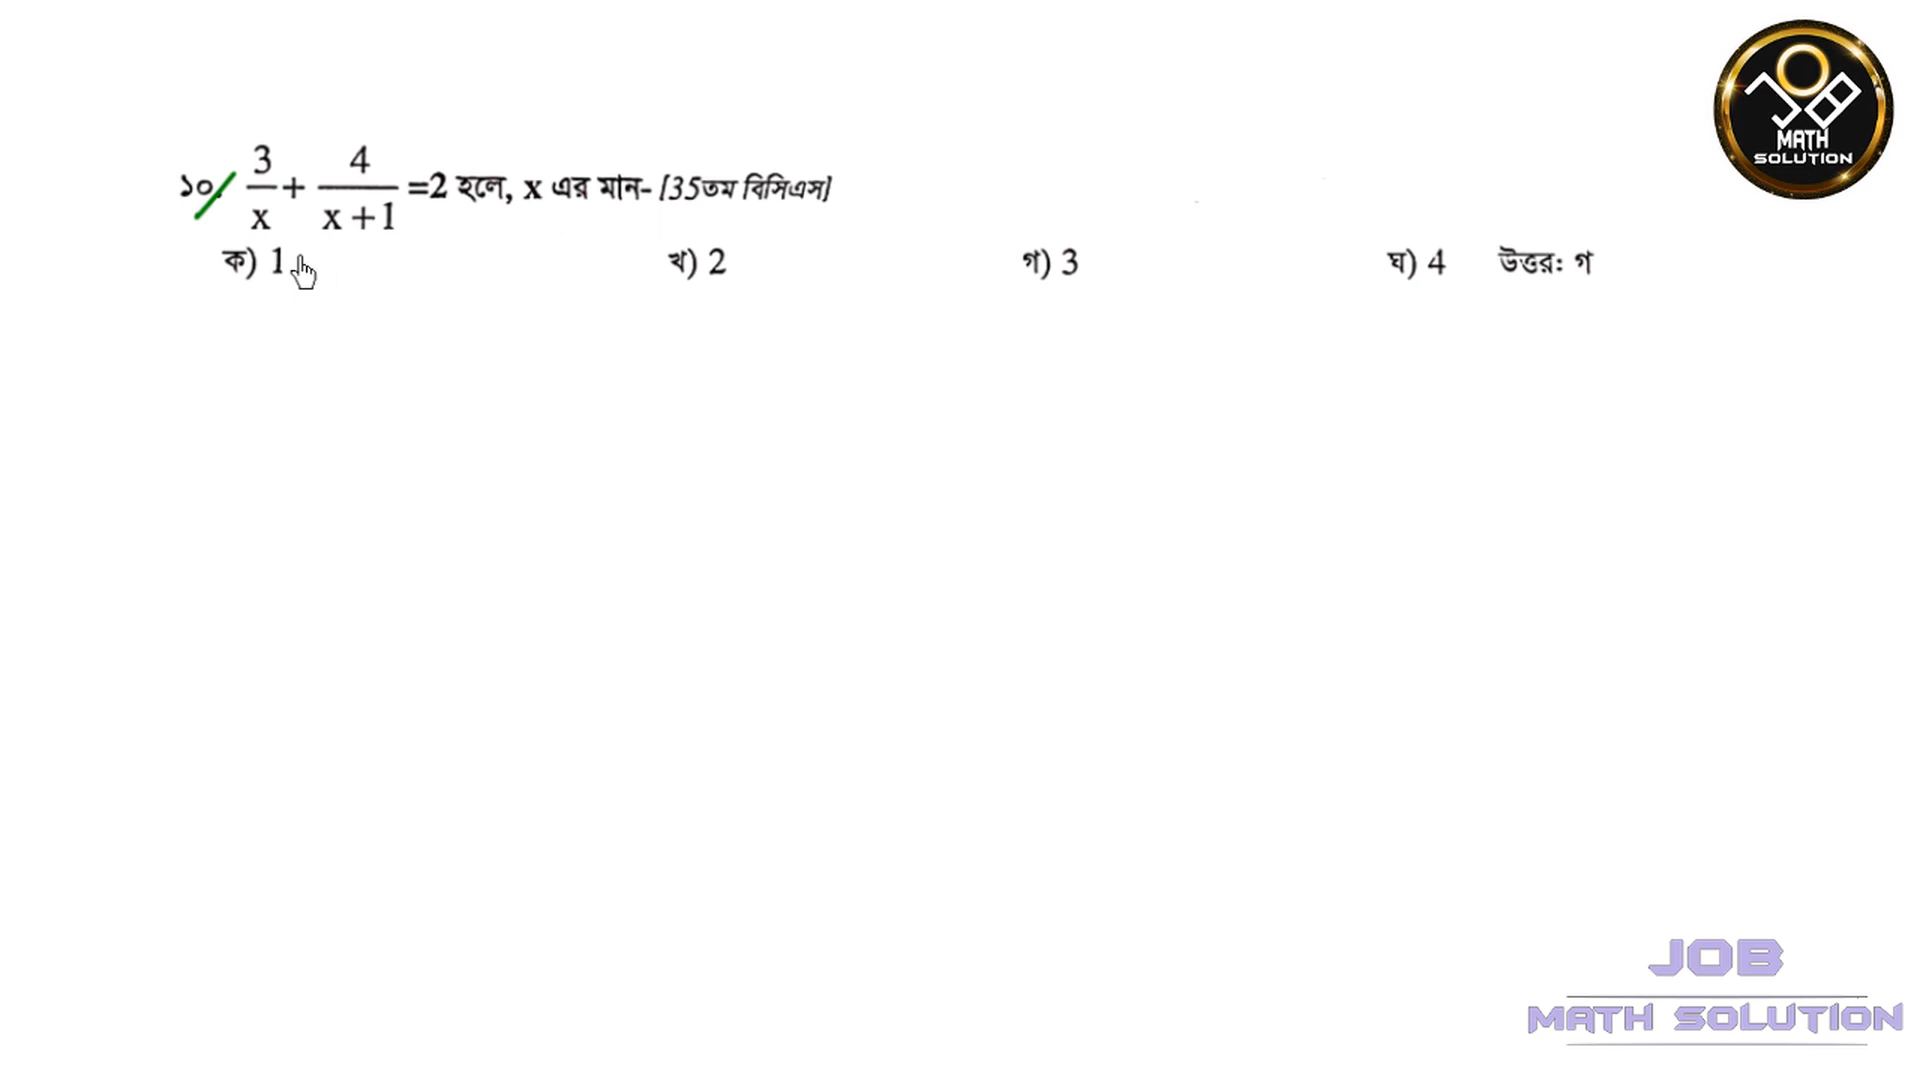 JOB
MATH
SOLUTION
১০. 3/x + 4/(x+1) =2 হলে, x এর মান- [35তম বিসিএস]
ক) 1 খ) 2 গ) 3 ঘ) 4 উত্তরঃ গ
JOB
MATH SOLUTION